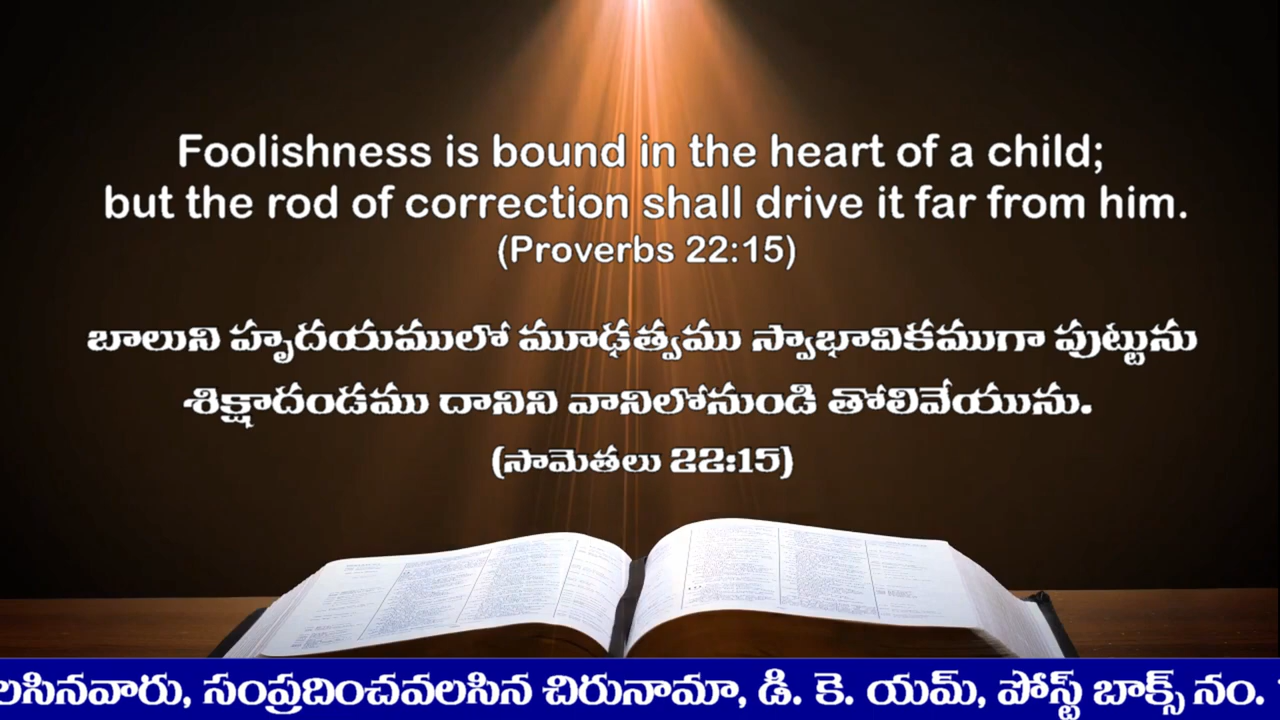 Foolishness is bound in the heart of a child;
but the rod of correction shall drive it far from him.
(Proverbs 22:15)
బాలుని హృదయములో మూఢత్వము స్వాభావికముగా పుట్టును
శిక్షాదండము దానిని వానిలోనుండి తోలివేయును.
(సామెతలు 22:15)
లసినవారు, సంప్రదించవలసిన చిరునామా, డి. కె. యమ్, పోస్ట్ బాక్స్ నం.